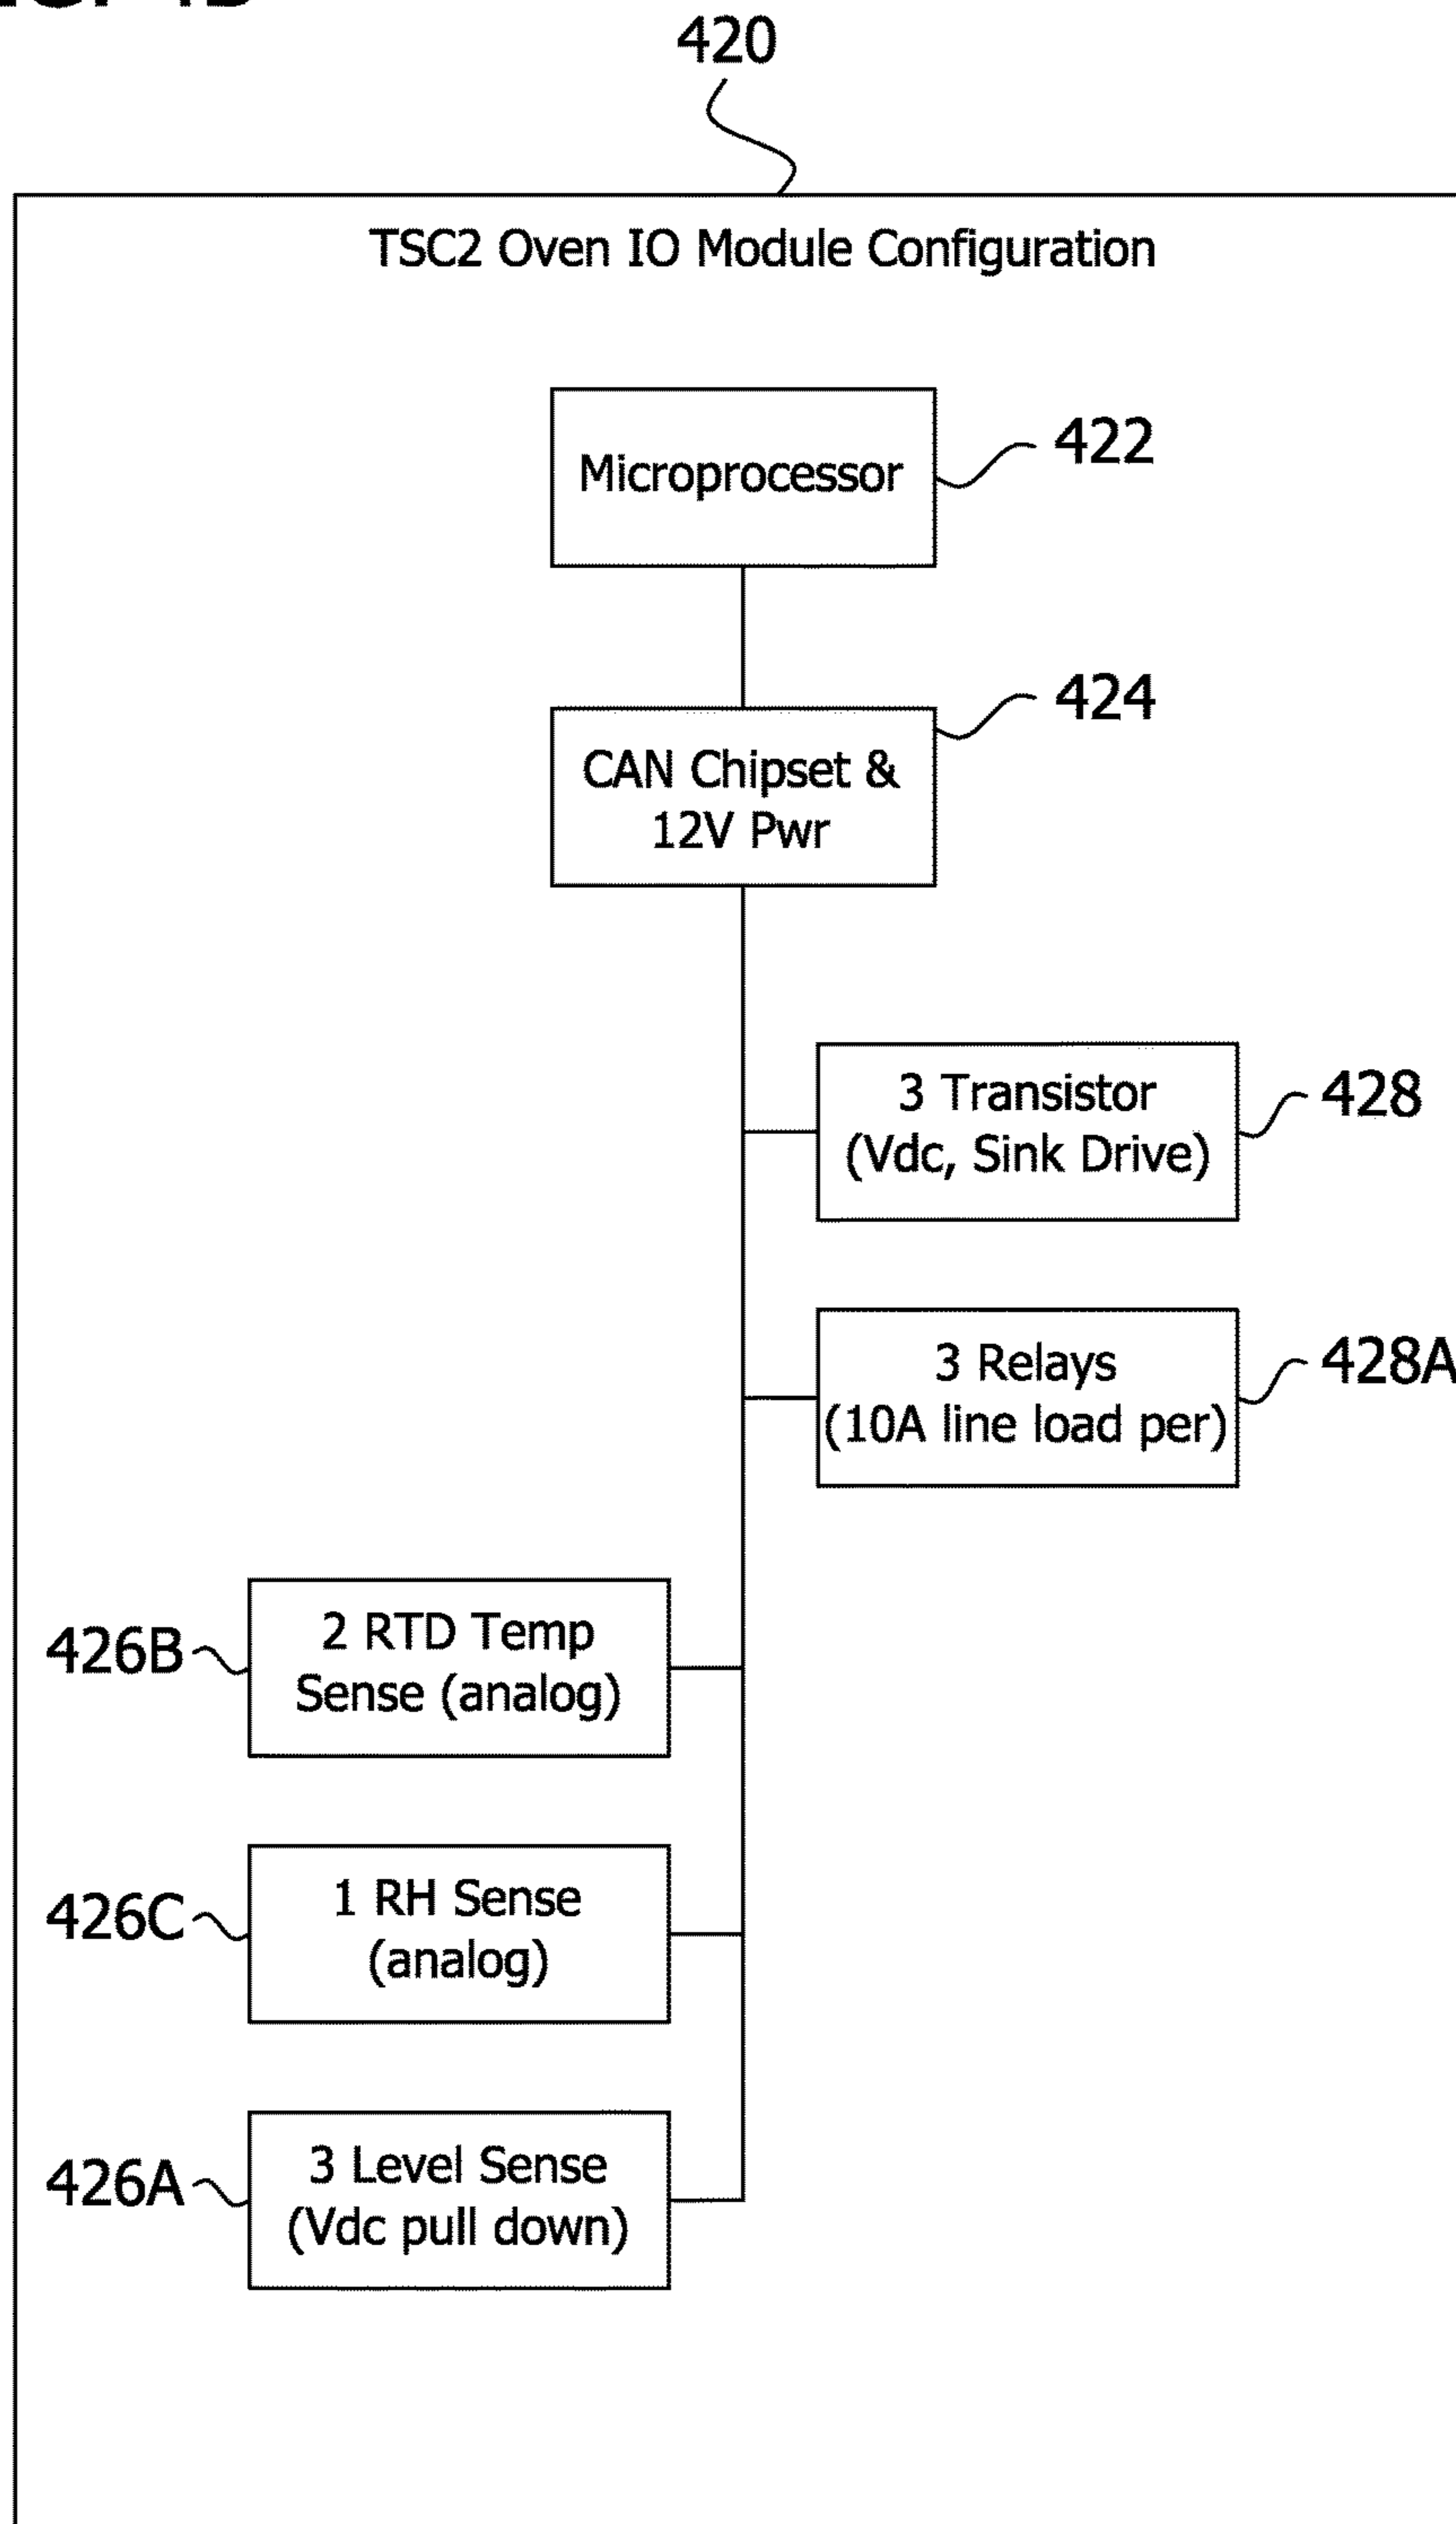 420
TSC2 Oven IO Module Configuration
Microprocessor
422
CAN Chipset &
12V Pwr
424
3 Transistor
(Vdc, Sink Drive)
428
3 Relays
(10A line load per)
428A
426B
2 RTD Temp
Sense (analog)
426C
1 RH Sense
(analog)
426A
3 Level Sense
(Vdc pull down)